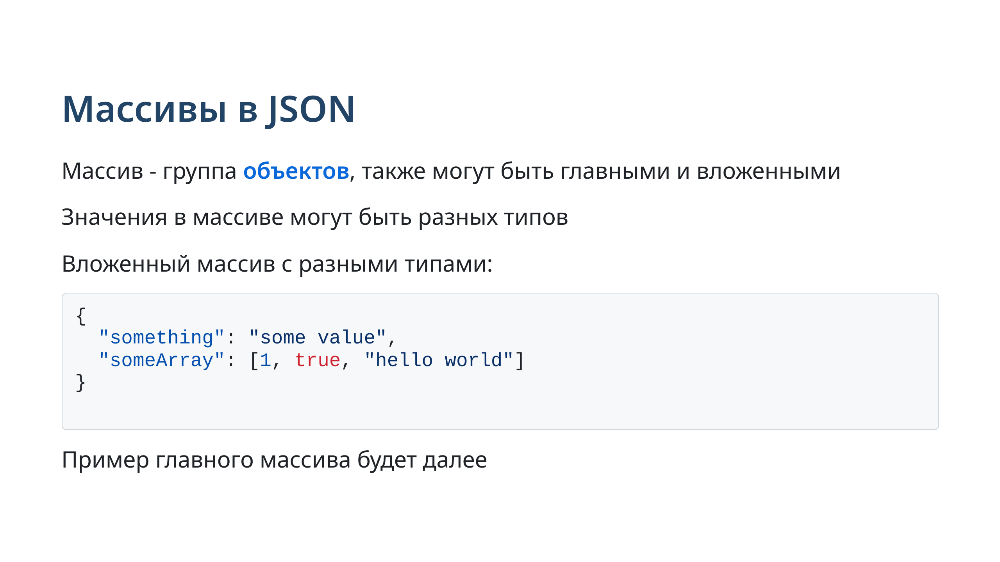 Массивы в JSON
Массив - группа объектов, также могут быть главными и вложенными
Значения в массиве могут быть разных типов
Вложенный массив с разными типами:
{
  "something": "some value",
  "someArray": [1, true, "hello world"]
}
Пример главного массива будет далее